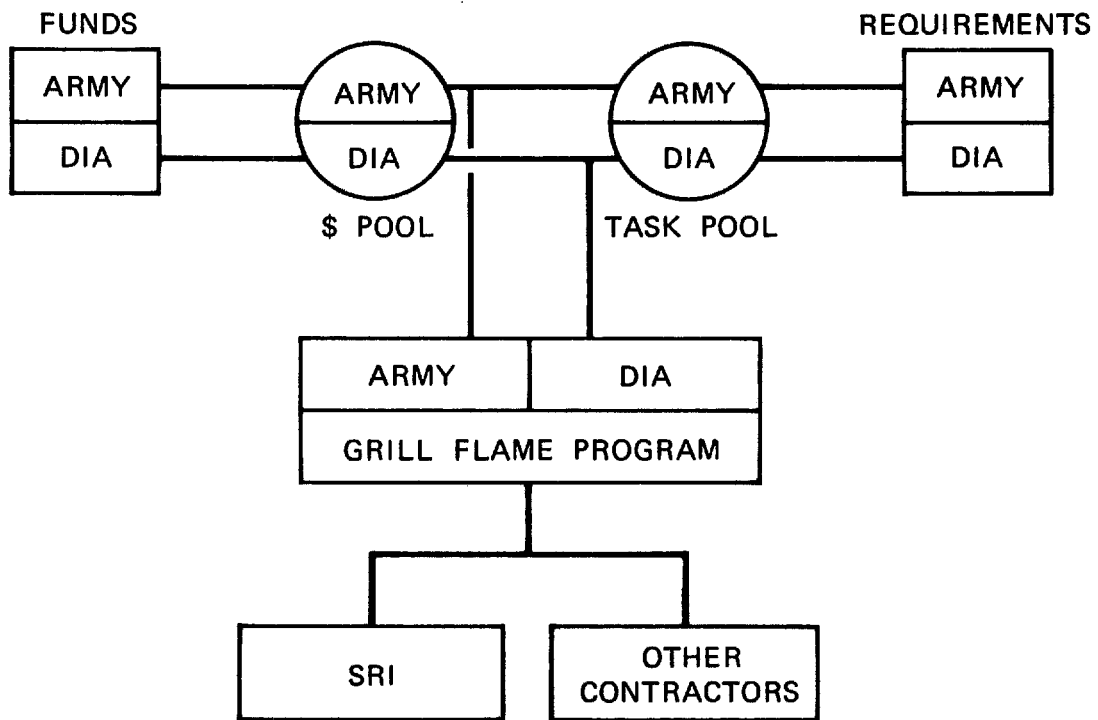 FUNDS
REQUIREMENTS
ARMY
ARMY
ARMY
ARMY
DIA
DIA
DIA
DIA
$ POOL
TASK POOL
ARMY
DIA
GRILL FLAME PROGRAM
SRI
OTHER
CONTRACTORS